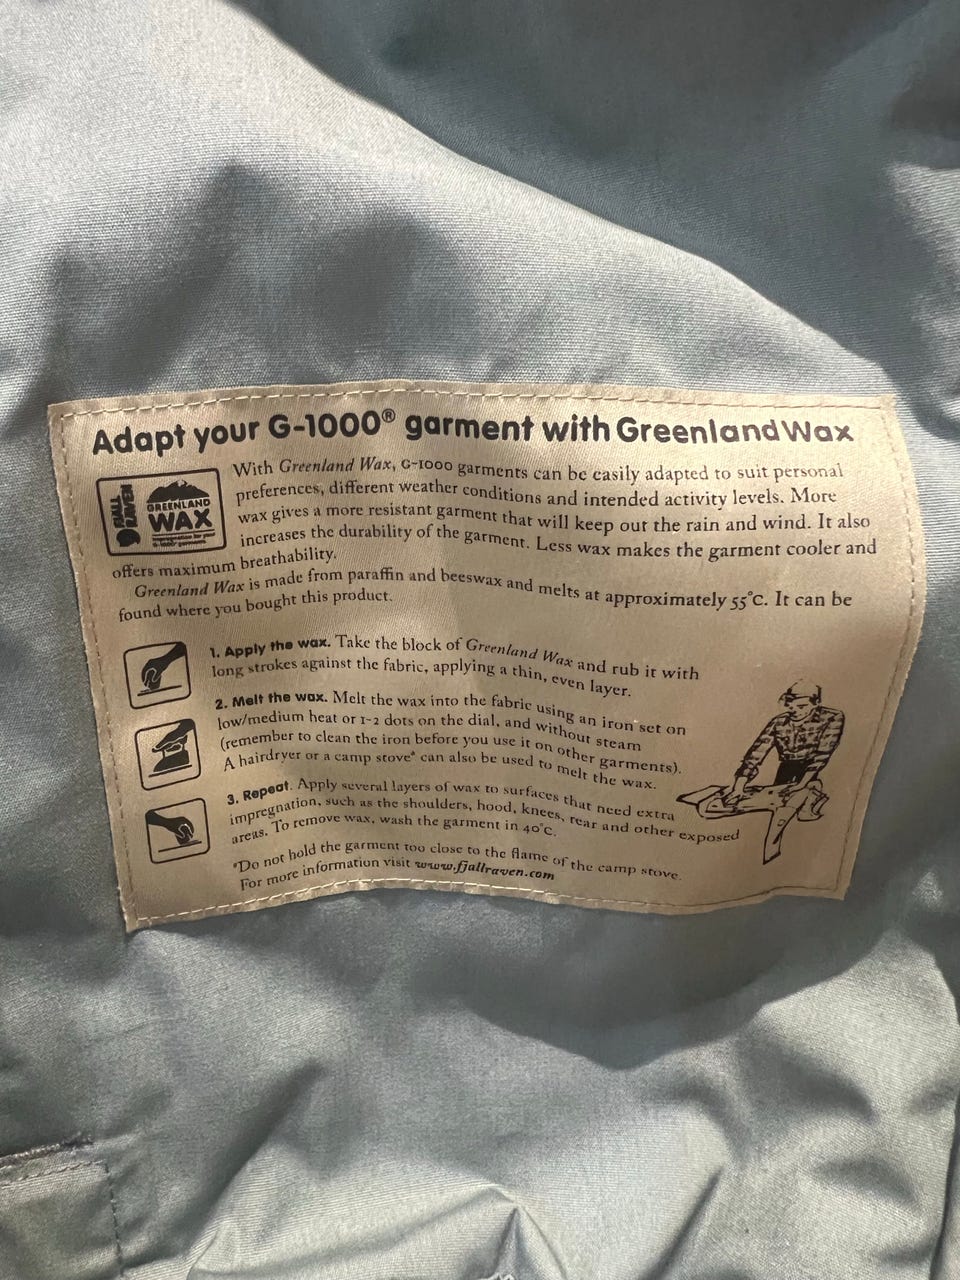 Adapt your G-1000® garment with Greenland Wax
FJÄLL
RÄVEN
GREENLAND
WAX
With Greenland Wax, G-1000 garments can be easily adapted to suit personal
preferences, different weather conditions and intended activity levels. More
wax gives a more resistant garment that will keep out the rain and wind. It also
increases the durability of the garment. Less wax makes the garment cooler and
offers maximum breathability.
Greenland Wax is made from paraffin and beeswax and melts at approximately 55°C. It can be
found where you bought this product.
1. Apply the wax. Take the block of Greenland Wax and rub it with
long strokes against the fabric, applying a thin, even layer.
2. Melt the wax. Melt the wax into the fabric using an iron set on
low/medium heat or 1-2 dots on the dial, and without steam
(remember to clean the iron before you use it on other garments).
A hairdryer or a camp stove* can also be used to melt the wax.
3. Repeat. Apply several layers of wax to surfaces that need extra
impregnation, such as the shoulders, hood, knees, rear and other exposed
areas. To remove wax, wash the garment in 40°C.
*Do not hold the garment too close to the flame of the camp stove.
For more information visit www.fjallraven.com